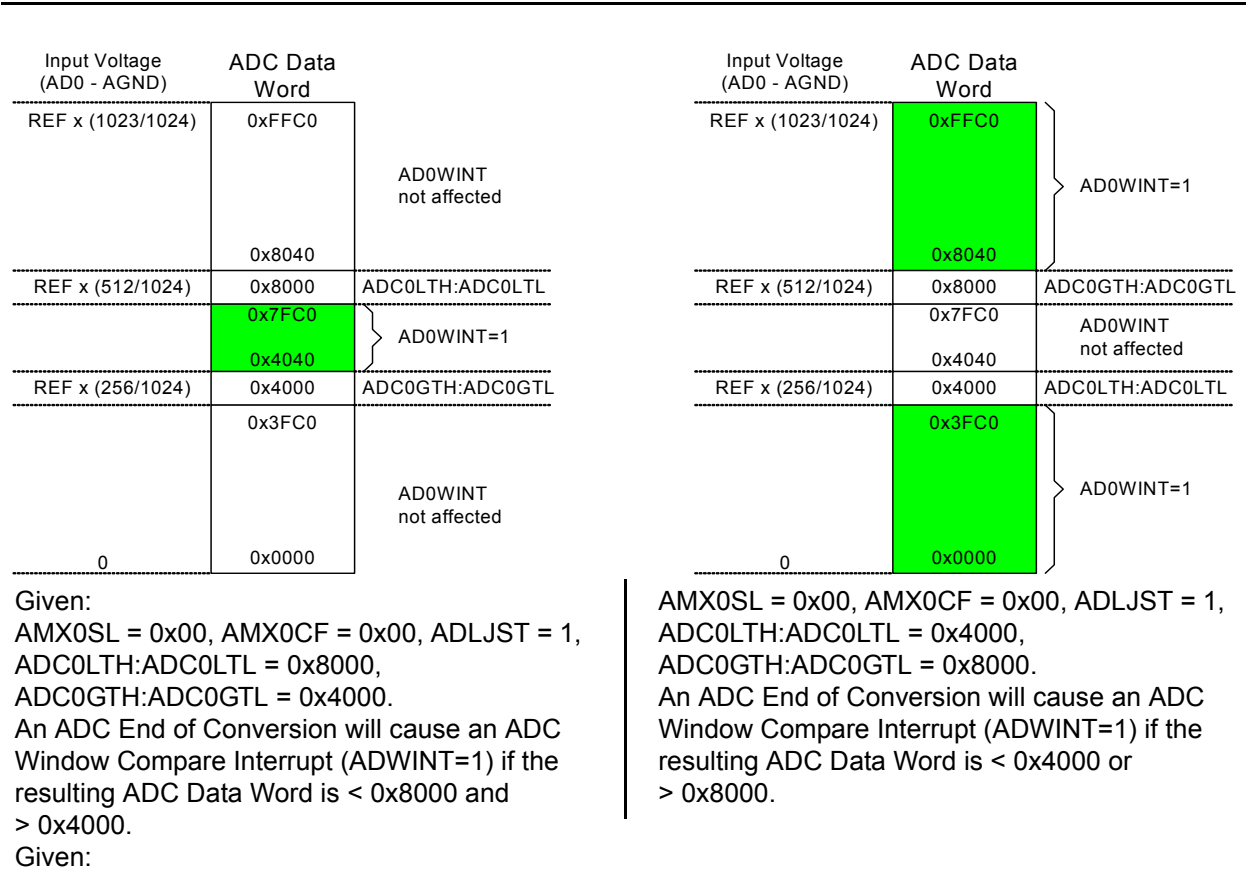 Input Voltage
(AD0 - AGND)
ADC Data
Word
REF x (1023/1024)
0xFFC0
AD0WINT
not affected
0x8040
REF x (512/1024)
0x8000
ADC0LTH:ADC0LTL
0x7FC0
AD0WINT=1
0x4040
REF x (256/1024)
0x4000
ADC0GTH:ADC0GTL
0x3FC0
AD0WINT
not affected
0
0x0000
Given:
AMX0SL = 0x00, AMX0CF = 0x00, ADLJST = 1,
ADC0LTH:ADC0LTL = 0x8000,
ADC0GTH:ADC0GTL = 0x4000.
An ADC End of Conversion will cause an ADC
Window Compare Interrupt (ADWINT=1) if the
resulting ADC Data Word is < 0x8000 and
> 0x4000.
Given:
Input Voltage
(AD0 - AGND)
ADC Data
Word
REF x (1023/1024)
0xFFC0
AD0WINT=1
0x8040
REF x (512/1024)
0x8000
ADC0GTH:ADC0GTL
0x7FC0
AD0WINT
not affected
0x4040
REF x (256/1024)
0x4000
ADC0LTH:ADC0LTL
0x3FC0
AD0WINT=1
0
0x0000
AMX0SL = 0x00, AMX0CF = 0x00, ADLJST = 1,
ADC0LTH:ADC0LTL = 0x4000,
ADC0GTH:ADC0GTL = 0x8000.
An ADC End of Conversion will cause an ADC
Window Compare Interrupt (ADWINT=1) if the
resulting ADC Data Word is < 0x4000 or
> 0x8000.